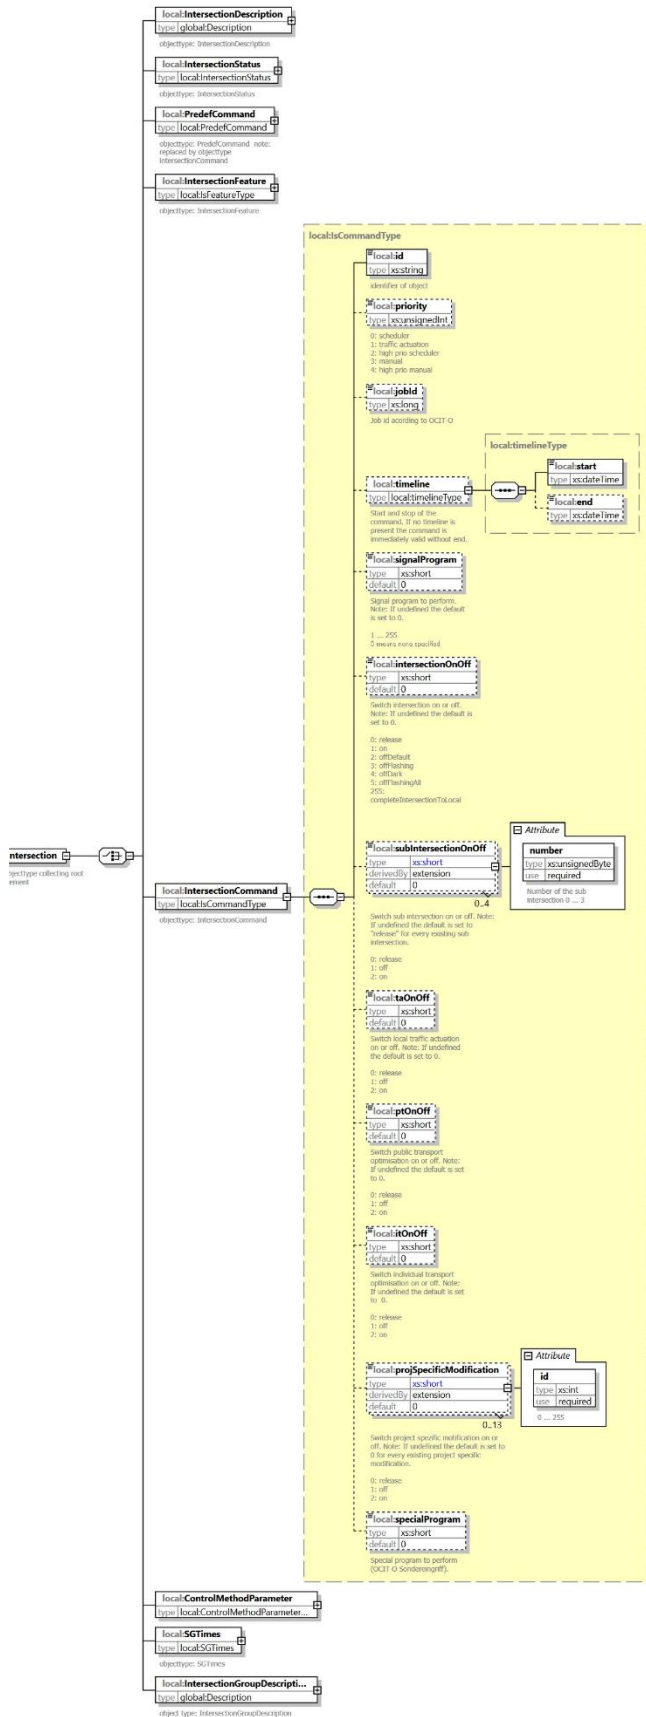 local:IntersectionDescription
type global:Description
objecttype: IntersectionDescription
local:IntersectionStatus
type local:IntersectionStatus
objecttype: IntersectionStatus
local:PredefCommand
type local:PredefCommand
objecttype: PredefCommand note:
replaced by objecttype
IntersectionCommand
local:IntersectionFeature
type local:IsFeatureType
objecttype: IntersectionFeature
local:IsCommandType
local:id
type xs:string
identifier of object
local:priority
type xs:unsignedInt
0: scheduler
1: traffic actuation
2: high prio scheduler
3: manual
4: high prio manual
local:jobId
type xs:long
Job id acording to OCIT-O
local:timelineType
local:timeline
type local:timelineType
Start and stop of the
command. If no timeline is
present the command is
immediately valid without end.
local:start
type xs:dateTime
local:end
type xs:dateTime
local:signalProgram
type xs:short
default 0
Signal program to perform.
Note: If undefined the default
is set to 0.
1 ... 255
0 means none specified
local:intersectionOnOff
type xs:short
default 0
Switch intersection on or off.
Note: If undefined the default is
set to 0.
0: release
1: on
2: offDefault
3: offFlashing
4: offDark
5: offFlashingAll
255:
completeIntersectionToLocal
ntersection
bjectType collecting root
ement
local:IntersectionCommand
type local:IsCommandType
objecttype: IntersectionCommand
local:subIntersectionOnOff
type xs:short
derivedBy extension
default 0
0..4
Switch sub intersection on or off. Note:
If undefined the default is set to
"release" for every existing sub
intersection.
0: release
1: off
2: on
Attribute
number
type xs:unsignedByte
use required
Number of the sub
intersection 0 ... 3
local:taOnOff
type xs:short
default 0
Switch local traffic actuation
on or off. Note: If undefined
the default is set to 0.
0: release
1: off
2: on
local:ptOnOff
type xs:short
default 0
Switch public transport
optimisation on or off. Note:
If undefined the default is set
to 0.
0: release
1: off
2: on
local:itOnOff
type xs:short
default 0
Switch individual transport
optimisation on or off. Note:
If undefined the default is set
to 0.
0: release
1: off
2: on
local:projSpecificModification
type xs:short
derivedBy extension
default 0
0..13
Switch project spezific motification on or
off. Note: If undefined the default is set to
0 for every existing project specific
modification.
0: release
1: off
2: on
Attribute
id
type xs:int
use required
0 ... 255
local:specialProgram
type xs:short
default 0
Special program to perform
(OCIT-O Sondereingriff).
local:ControlMethodParameter
type local:ControlMethodParameter...
local:SGTimes
type local:SGTimes
objecttype: SGTimes
local:IntersectionGroupDescripti...
type global:Description
object type: IntersectionGroupDescription